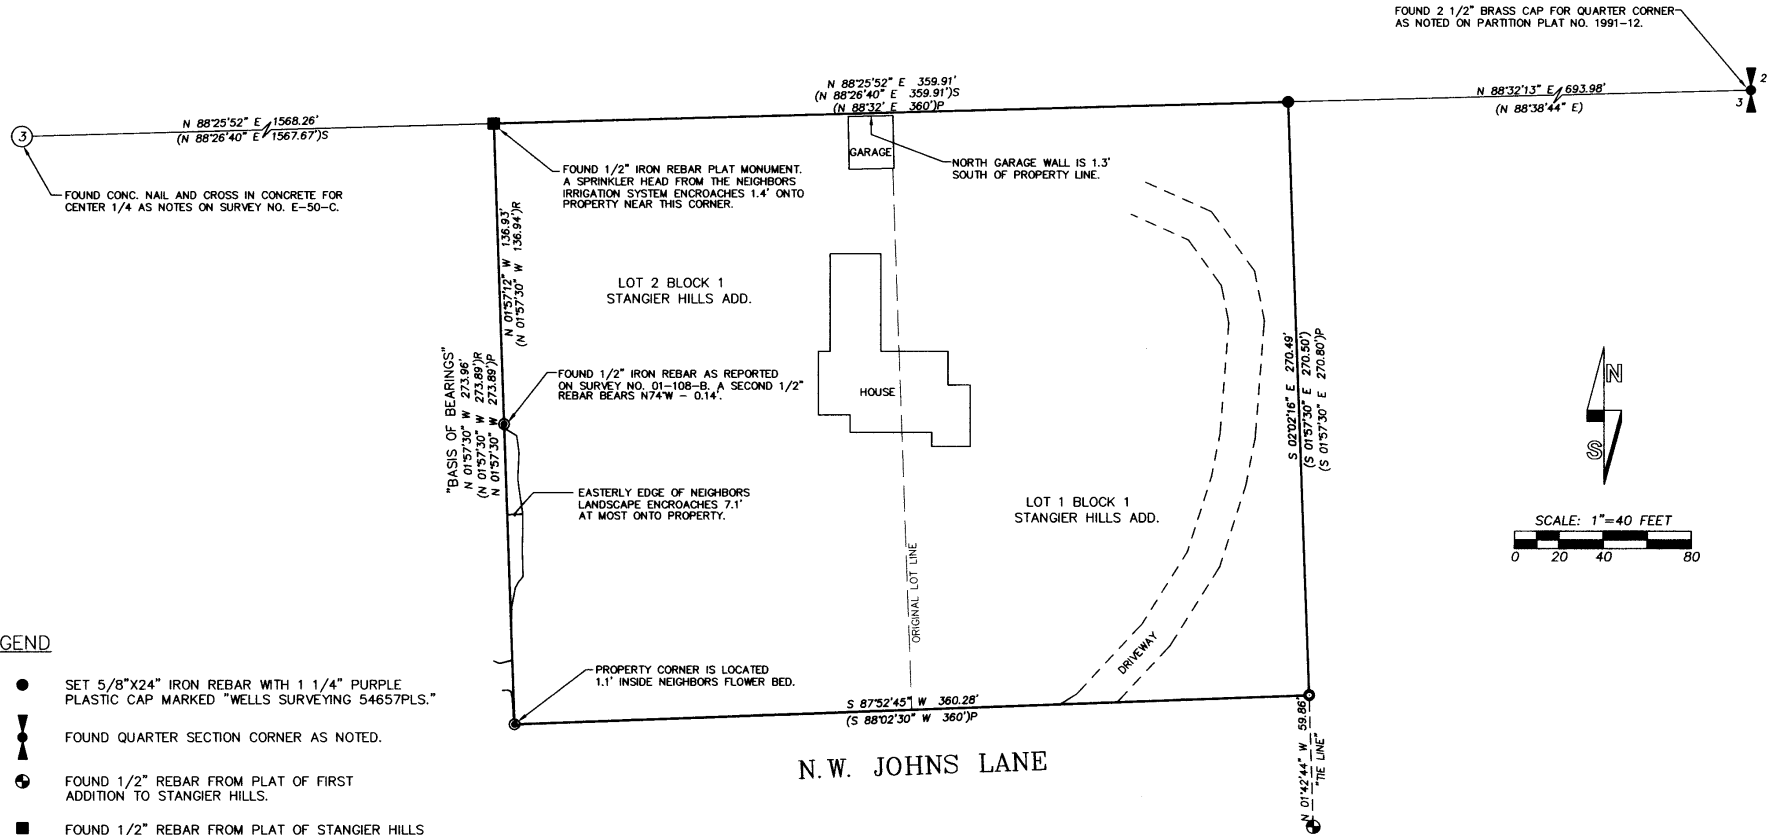 FOUND 2 1/2" BRASS CAP FOR QUARTER CORNER
AS NOTED ON PARTITION PLAT NO. 1991-12.
2
3
N 88°32'13" E 693.98'
(N 88°38'44" E)
N 88°25'52" E 359.91'
(N 88°26'40" E 359.91')S
(N 88°32' E 360')P
N 88°25'52" E 1568.26'
(N 88°26'40" E 1567.67')S
3
FOUND CONC. NAIL AND CROSS IN CONCRETE FOR
CENTER 1/4 AS NOTES ON SURVEY NO. E-50-C.
FOUND 1/2" IRON REBAR PLAT MONUMENT.
A SPRINKLER HEAD FROM THE NEIGHBORS
IRRIGATION SYSTEM ENCROACHES 1.4' ONTO
PROPERTY NEAR THIS CORNER.
GARAGE
NORTH GARAGE WALL IS 1.3'
SOUTH OF PROPERTY LINE.
N 01°57'12" W 136.93'
(N 01°57'30" W 136.94')R
LOT 2 BLOCK 1
STANGIER HILLS ADD.
"BASIS OF BEARINGS"
N 01°57'30" W 273.96'
(N 01°57'30" W 273.89')R
N 01°57'30" W 273.89')P
FOUND 1/2" IRON REBAR AS REPORTED
ON SURVEY NO. 01-108-B. A SECOND 1/2"
REBAR BEARS N74°W - 0.14'.
HOUSE
S 02°02'16" E 270.49'
(S 01°57'30" E 270.50')
(S 01°57'30" E 270.80')P
N
S
EASTERLY EDGE OF NEIGHBORS
LANDSCAPE ENCROACHES 7.1'
AT MOST ONTO PROPERTY.
LOT 1 BLOCK 1
STANGIER HILLS ADD.
SCALE: 1"=40 FEET
0 20 40 80
ORIGINAL LOT LINE
DRIVEWAY
PROPERTY CORNER IS LOCATED
1.1' INSIDE NEIGHBORS FLOWER BED.
S 87°52'45" W 360.28'
(S 88°02'30" W 360')P
N.W. JOHNS LANE
N 01°42'44" W 59.86'
"TIE LINE"
GEND
SET 5/8"X24" IRON REBAR WITH 1 1/4" PURPLE
PLASTIC CAP MARKED "WELLS SURVEYING 54657PLS."
FOUND QUARTER SECTION CORNER AS NOTED.
FOUND 1/2" REBAR FROM PLAT OF FIRST
ADDITION TO STANGIER HILLS.
FOUND 1/2" REBAR FROM PLAT OF STANGIER HILLS